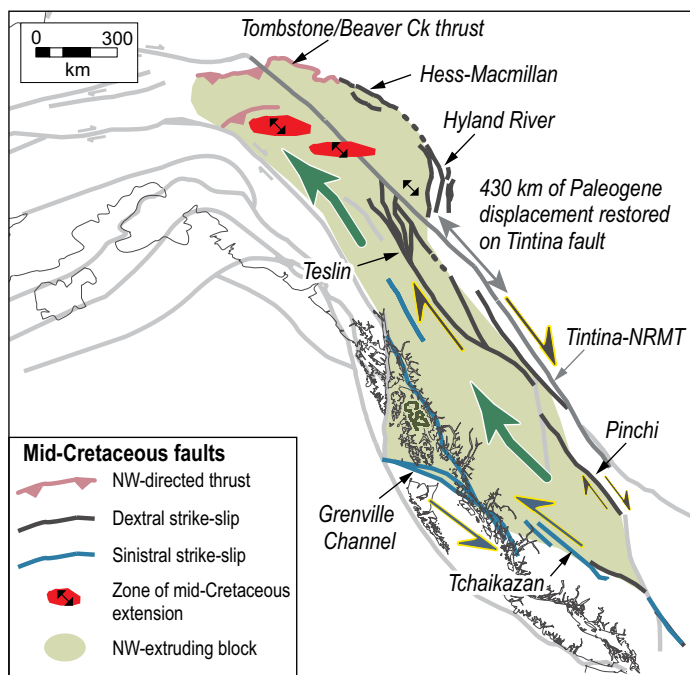 0 300
km
Tombstone/Beaver Ck thrust
Hess-Macmillan
Hyland River
430 km of Paleogene
displacement restored
on Tintina fault
Teslin
Tintina-NRMT
Pinchi
Grenville
Channel
Tchaikazan
Mid-Cretaceous faults
NW-directed thrust
Dextral strike-slip
Sinistral strike-slip
Zone of mid-Cretaceous
extension
NW-extruding block